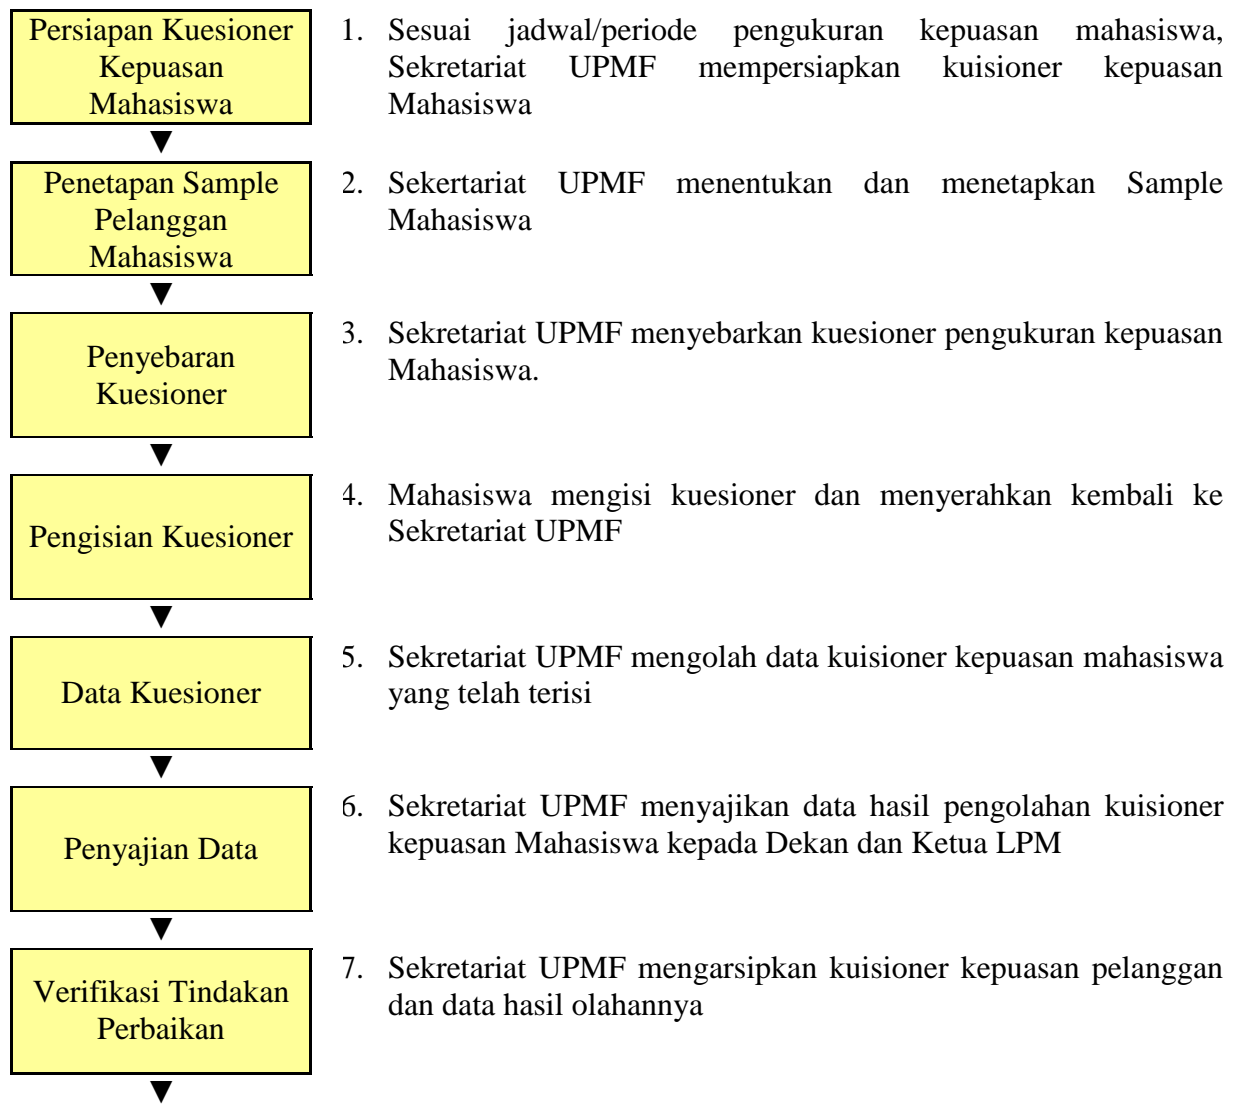 Persiapan Kuesioner
Kepuasan
Mahasiswa
1. Sesuai jadwal/periode pengukuran kepuasan mahasiswa,
Sekretariat UPMF mempersiapkan kuisioner kepuasan
Mahasiswa
Penetapan Sample
Pelanggan
Mahasiswa
2. Sekertariat UPMF menentukan dan menetapkan Sample
Mahasiswa
Penyebaran
Kuesioner
3. Sekretariat UPMF menyebarkan kuesioner pengukuran kepuasan
Mahasiswa.
Pengisian Kuesioner
4. Mahasiswa mengisi kuesioner dan menyerahkan kembali ke
Sekretariat UPMF
Data Kuesioner
5. Sekretariat UPMF mengolah data kuisioner kepuasan mahasiswa
yang telah terisi
Penyajian Data
6. Sekretariat UPMF menyajikan data hasil pengolahan kuisioner
kepuasan Mahasiswa kepada Dekan dan Ketua LPM
Verifikasi Tindakan
Perbaikan
7. Sekretariat UPMF mengarsipkan kuisioner kepuasan pelanggan
dan data hasil olahannya